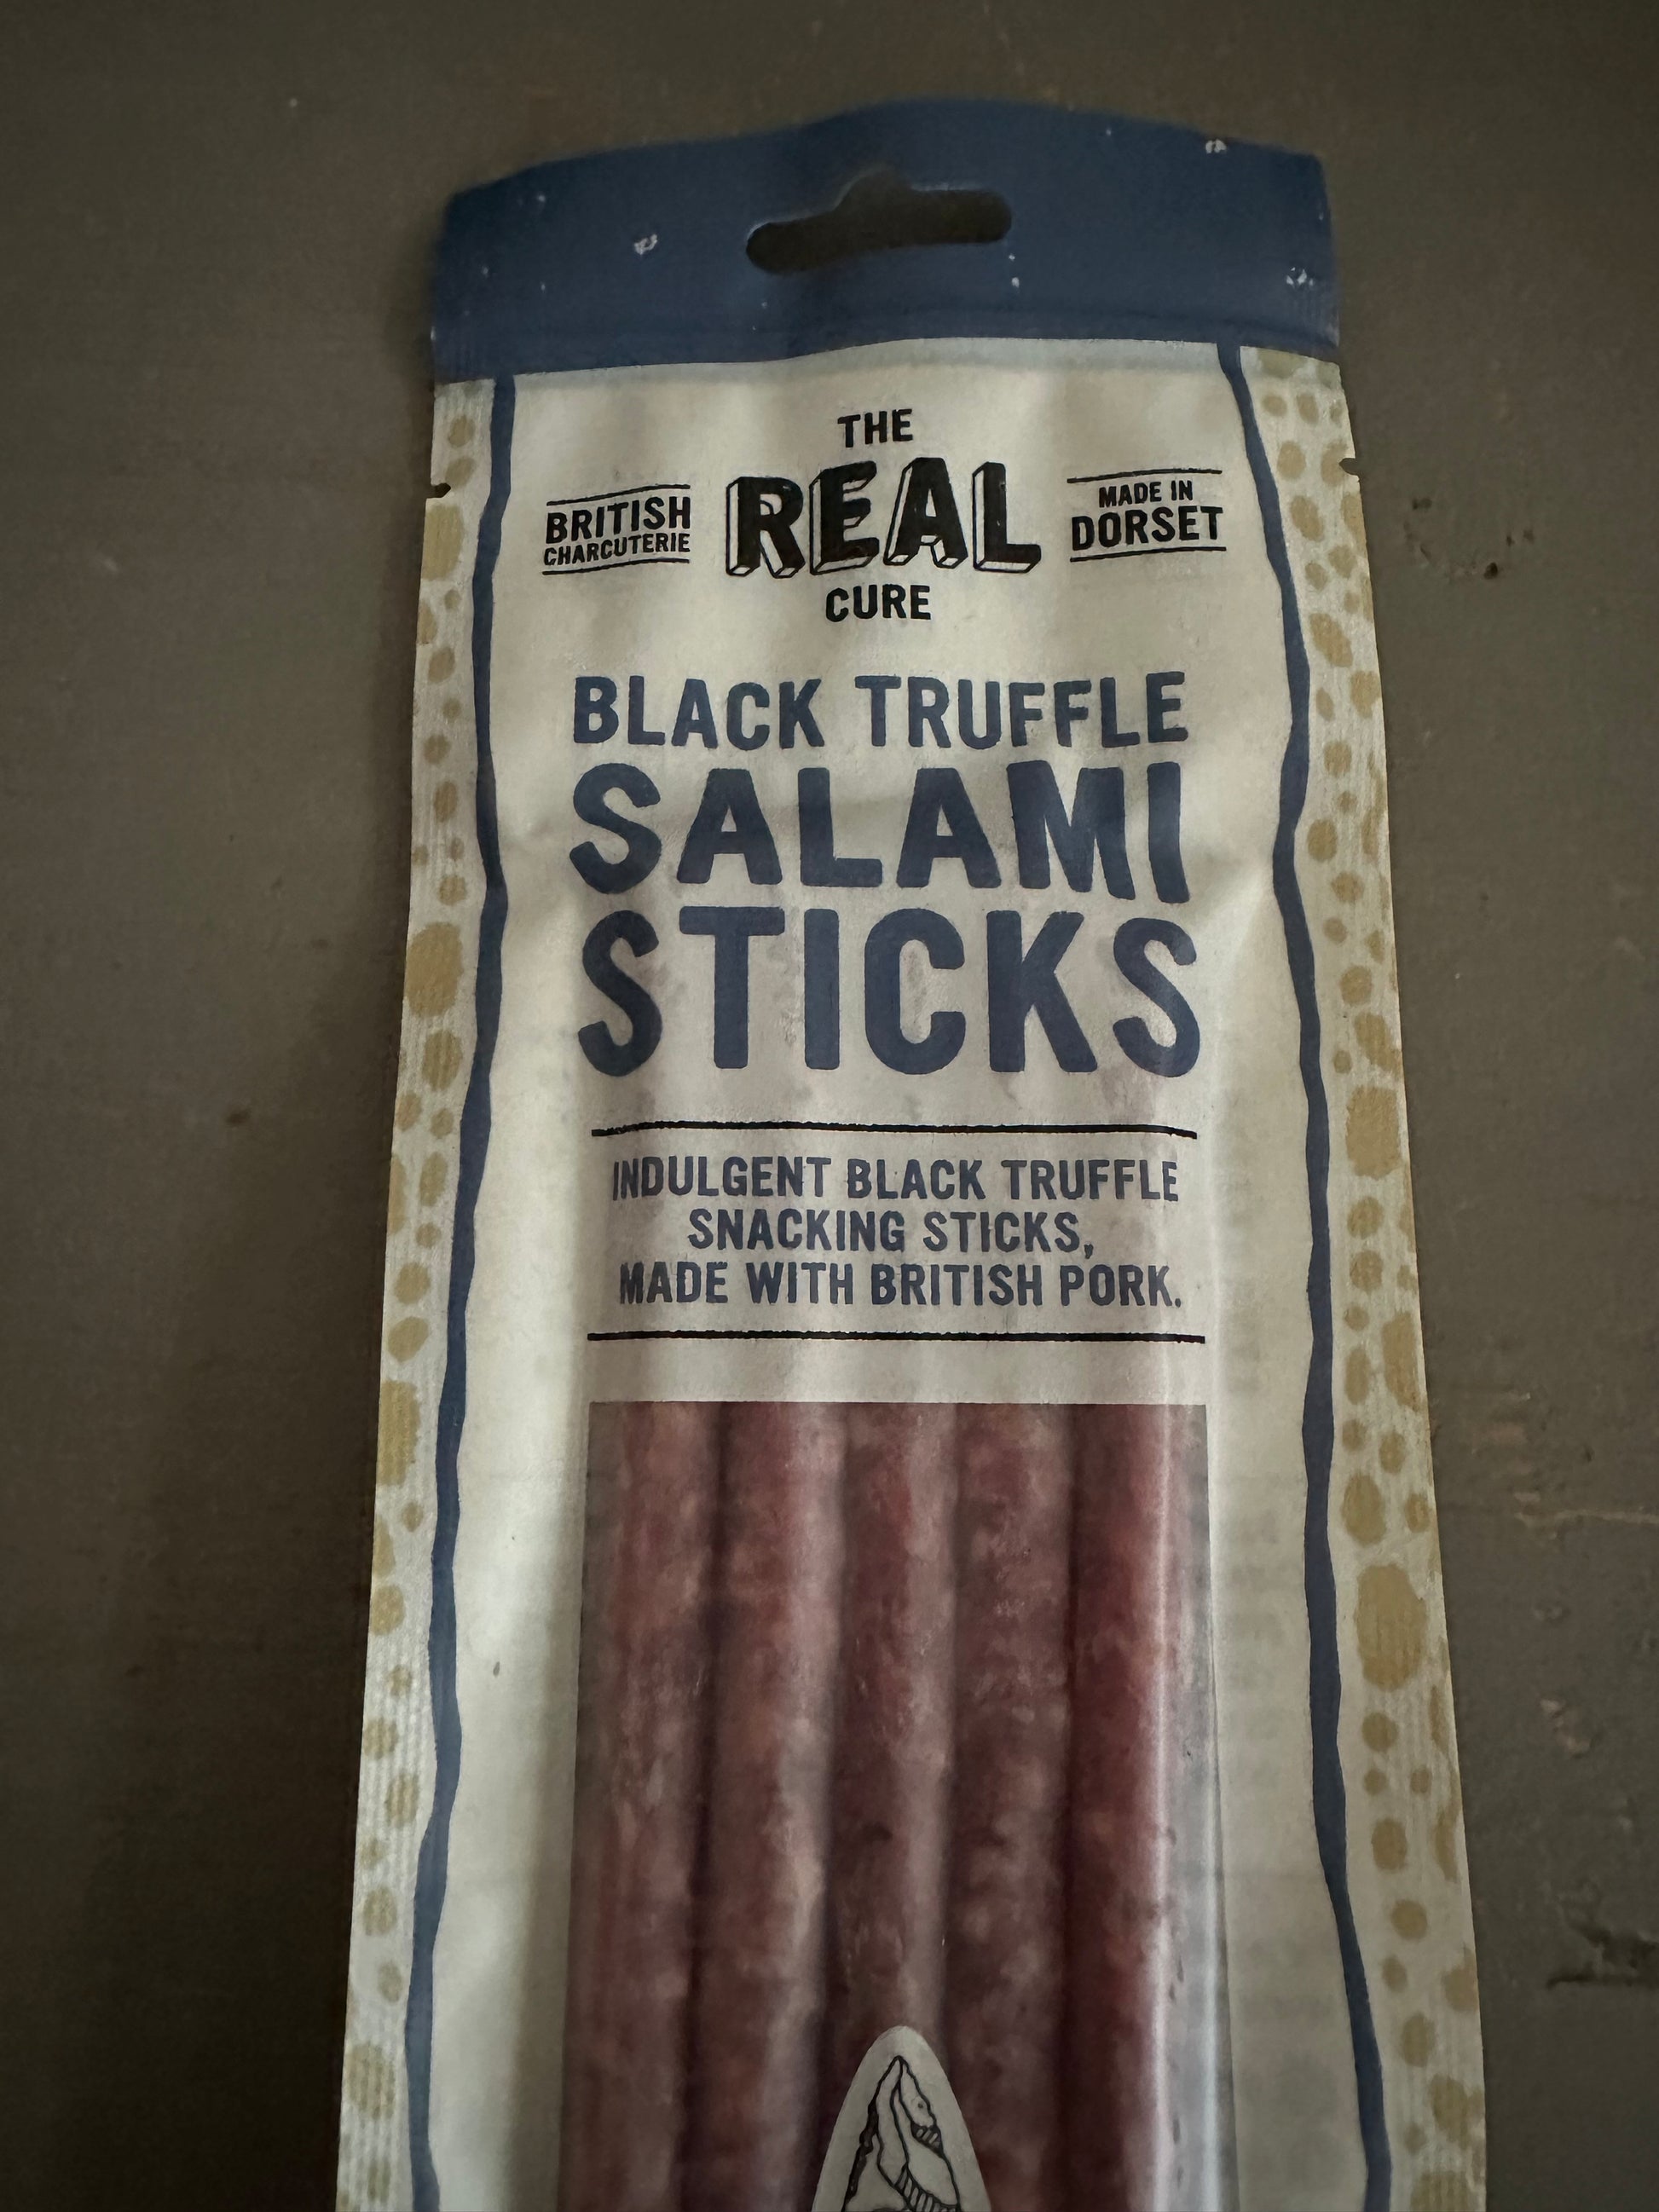 THE
REAL
CURE
BRITISH
CHARCUTERIE
MADE IN
DORSET
BLACK TRUFFLE
SALAMI
STICKS
INDULGENT BLACK TRUFFLE
SNACKING STICKS,
MADE WITH BRITISH PORK.